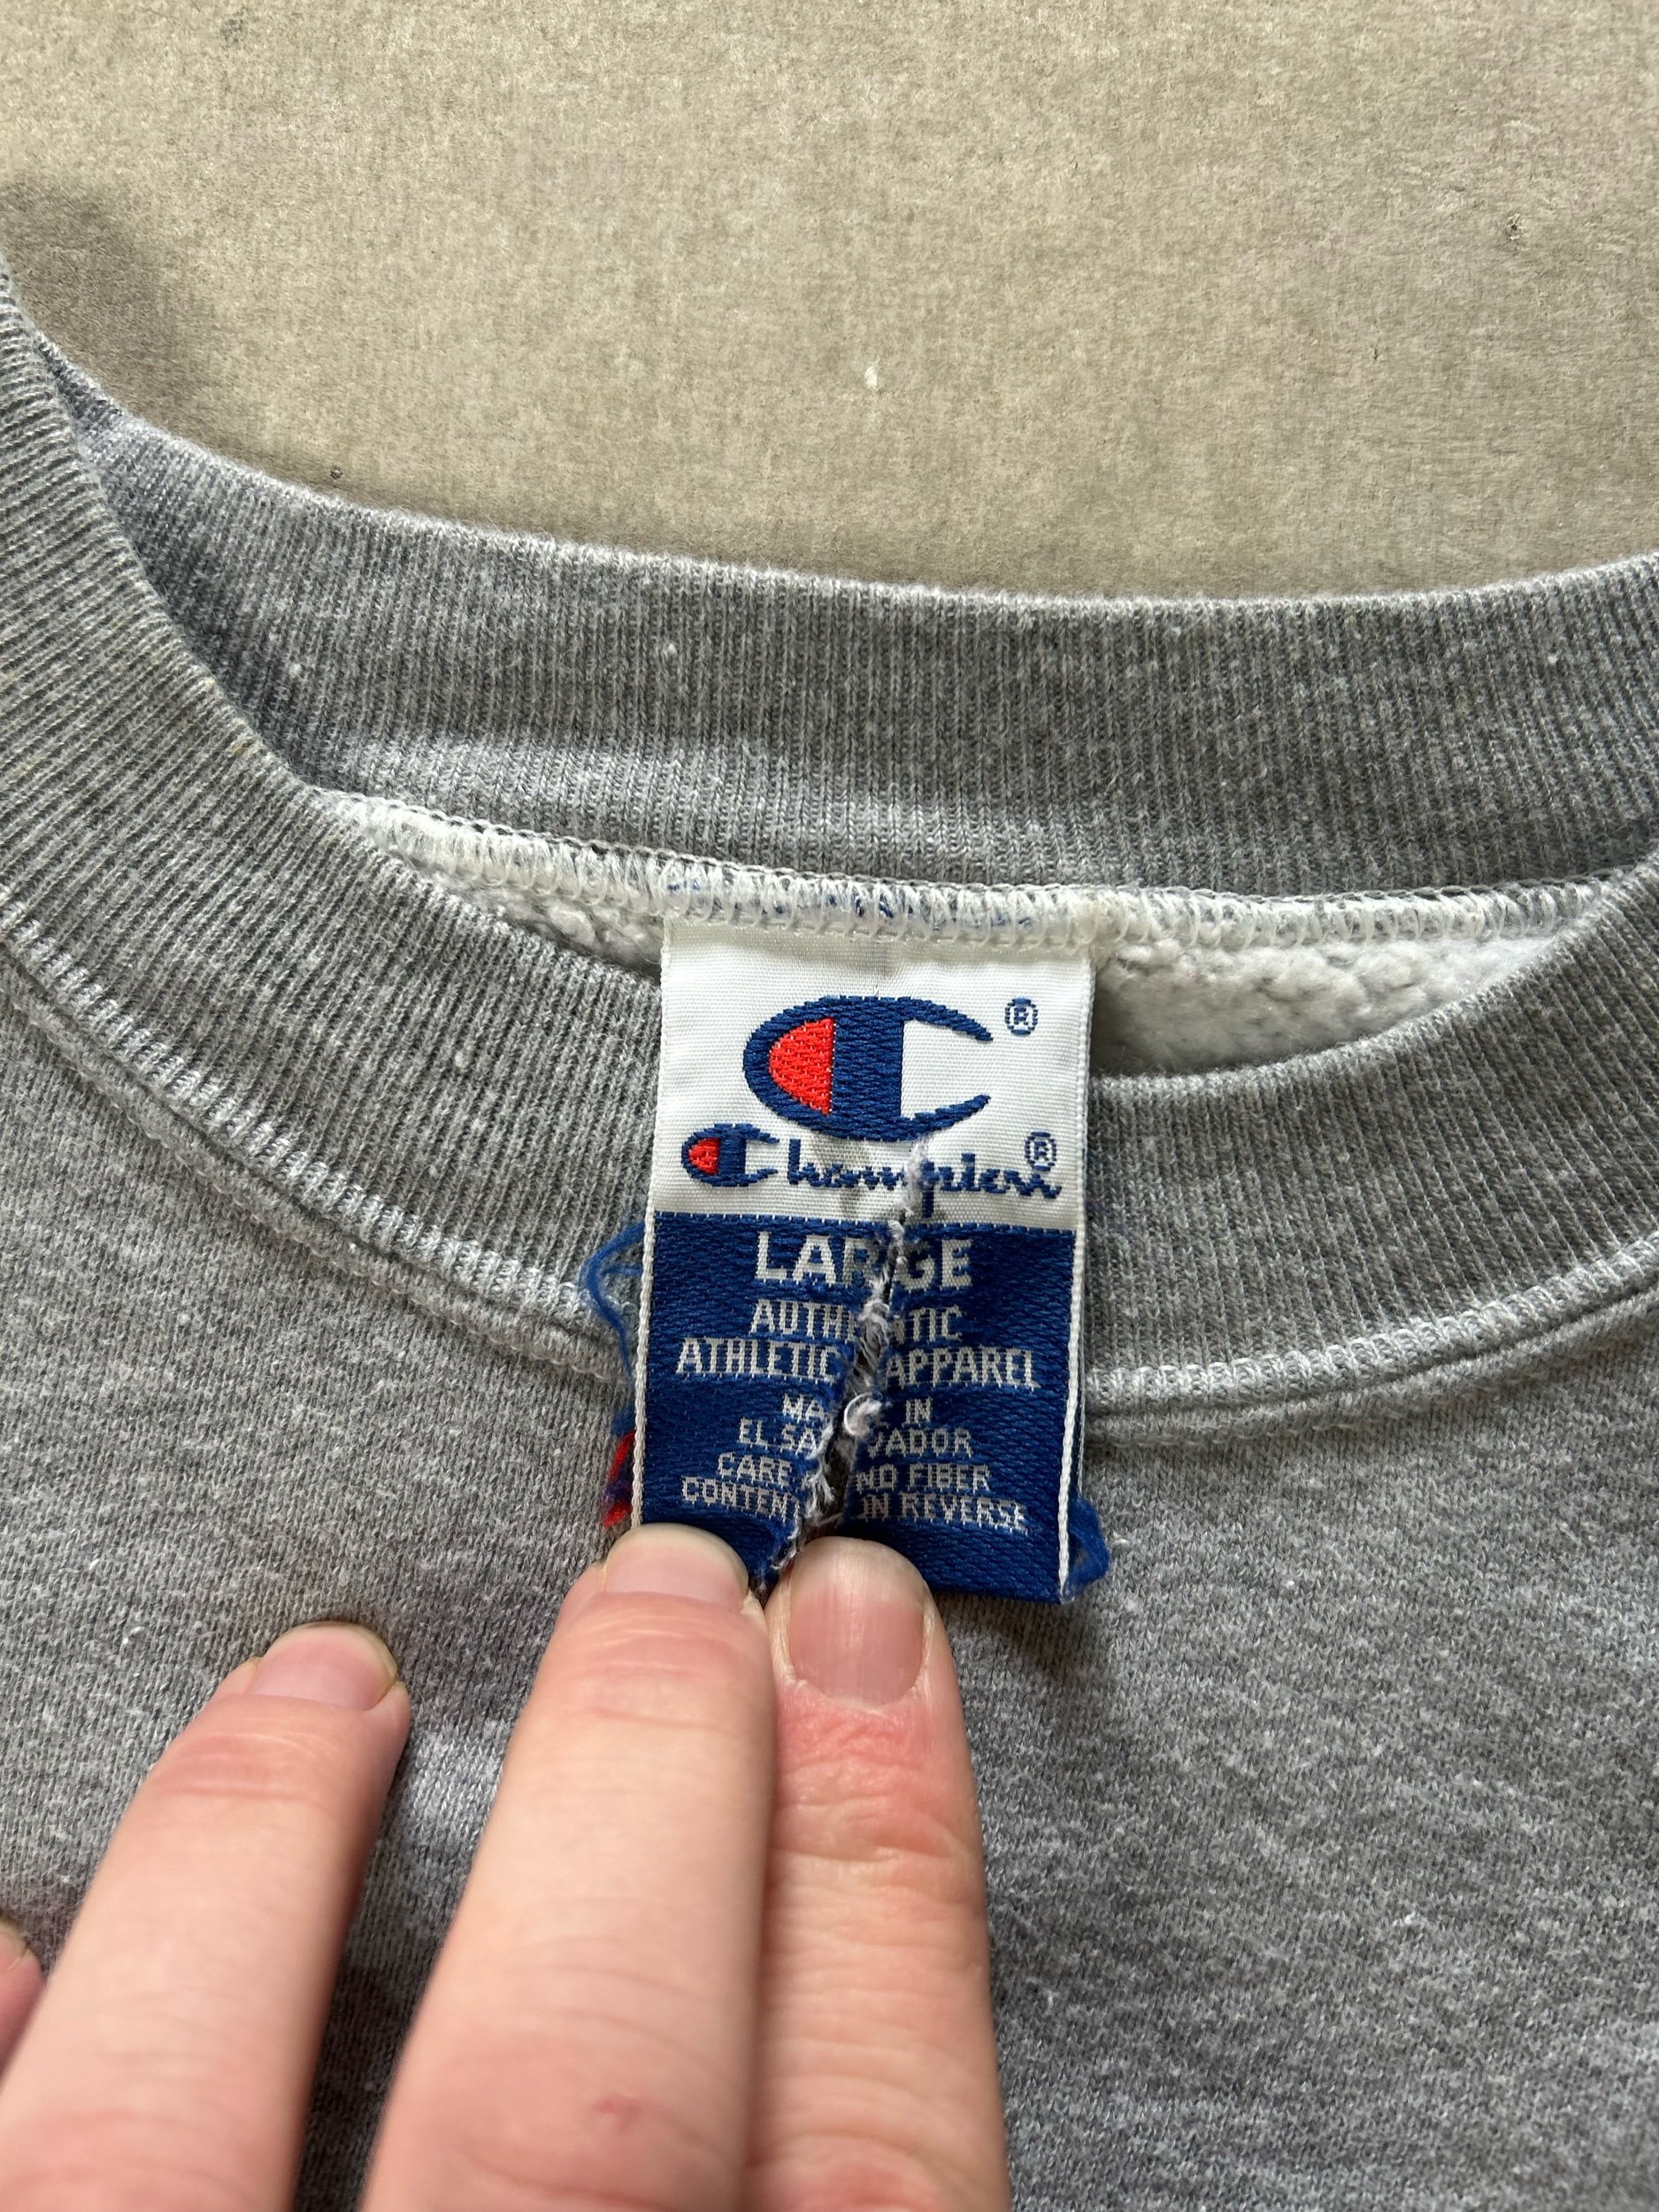 ®
Champion®
LARGE
AUTHENTIC
ATHLETIC APPAREL
MADE IN
EL SALVADOR
CARE AND FIBER
CONTENT IN REVERSE